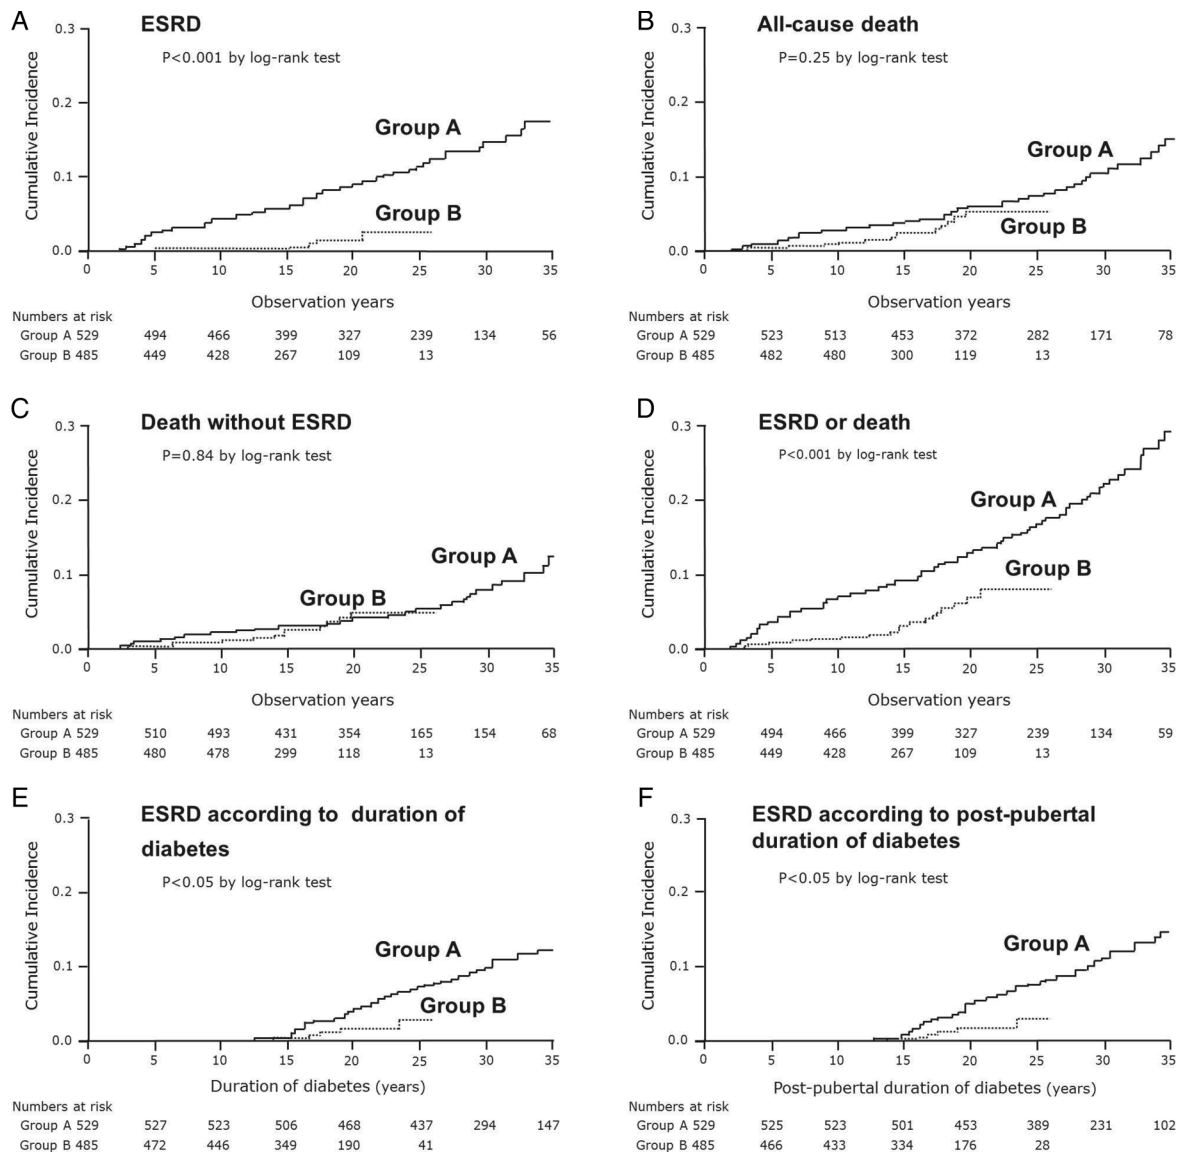 A
ESRD
P<0.001 by log-rank test
Cumulative Incidence
0.3
0.2
0.1
0.0
Group A
Group B
0 5 10 15 20 25 30 35
Observation years
Numbers at risk
Group A 529 494 466 399 327 239 134 56
Group B 485 449 428 267 109 13
B
All-cause death
P=0.25 by log-rank test
Cumulative Incidence
0.3
0.2
0.1
0.0
Group A
Group B
0 5 10 15 20 25 30 35
Observation years
Numbers at risk
Group A 529 523 513 453 372 282 171 78
Group B 485 482 480 300 119 13
C
Death without ESRD
P=0.84 by log-rank test
Cumulative Incidence
0.3
0.2
0.1
0.0
Group A
Group B
0 5 10 15 20 25 30 35
Observation years
Numbers at risk
Group A 529 510 493 431 354 165 154 68
Group B 485 480 478 299 118 13
D
ESRD or death
P<0.001 by log-rank test
Cumulative Incidence
0.3
0.2
0.1
0.0
Group A
Group B
0 5 10 15 20 25 30 35
Observation years
Numbers at risk
Group A 529 494 466 399 327 239 134 59
Group B 485 449 428 267 109 13
E
ESRD according to duration of
diabetes
P<0.05 by log-rank test
Cumulative Incidence
0.3
0.2
0.1
0.0
Group A
Group B
0 5 10 15 20 25 30 35
Duration of diabetes (years)
Numbers at risk
Group A 529 527 523 506 468 437 294 147
Group B 485 472 446 349 190 41
F
ESRD according to post-pubertal
duration of diabetes
P<0.05 by log-rank test
Cumulative Incidence
0.3
0.2
0.1
0.0
Group A
0 5 10 15 20 25 30 35
Post-pubertal duration of diabetes (years)
Numbers at risk
Group A 529 525 523 501 453 389 231 102
Group B 485 466 433 334 176 28